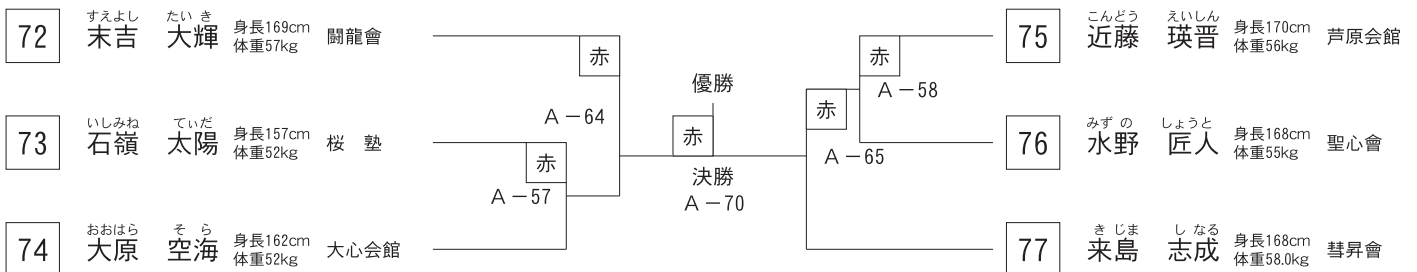 72 末吉 大輝 すえよし たいき 身長169cm 体重57kg 闘龍會
73 石嶺 太陽 いしみね てぃだ 身長157cm 体重52kg 桜 塾
74 大原 空海 おおはら そら 身長162cm 体重52kg 大心会館
赤
A－64
赤
A－57
優勝
赤
決勝
A－70
赤
A－58
赤
A－65
75 近藤 瑛晋 こんどう えいしん 身長170cm 体重56kg 芦原会館
76 水野 匠人 みずの しょうと 身長168cm 体重55kg 聖心會
77 来島 志成 きじま しなる 身長168cm 体重58.0kg 彗昇會